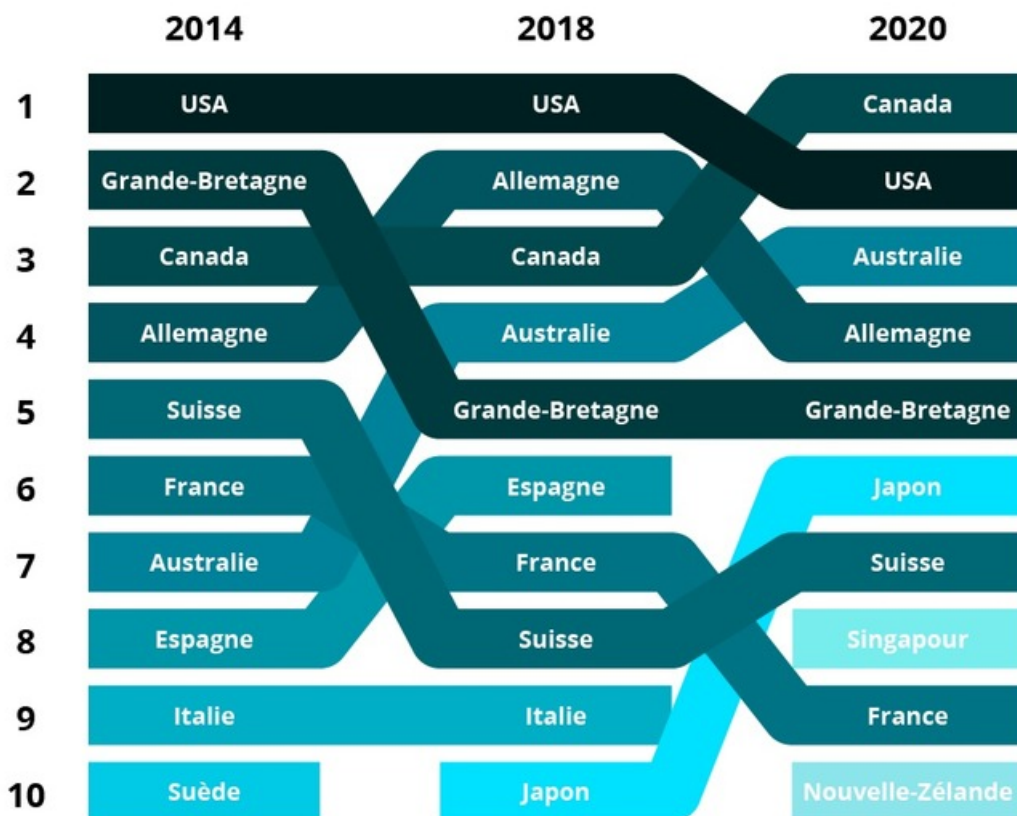 2014 2018 2020
1 USA USA Canada
2 Grande-Bretagne Allemagne USA
3 Canada Canada Australie
4 Allemagne Australie Allemagne
5 Suisse Grande-Bretagne Grande-Bretagne
6 France Espagne Japon
7 Australie France Suisse
8 Espagne Suisse Singapour
9 Italie Italie France
10 Suède Japon Nouvelle-Zélande